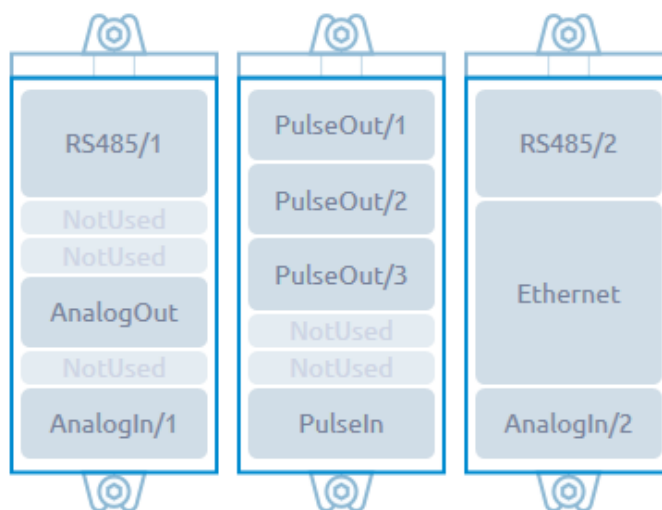 RS485/1
NotUsed
NotUsed
AnalogOut
NotUsed
AnalogIn/1
PulseOut/1
PulseOut/2
PulseOut/3
NotUsed
NotUsed
PulseIn
RS485/2
Ethernet
AnalogIn/2